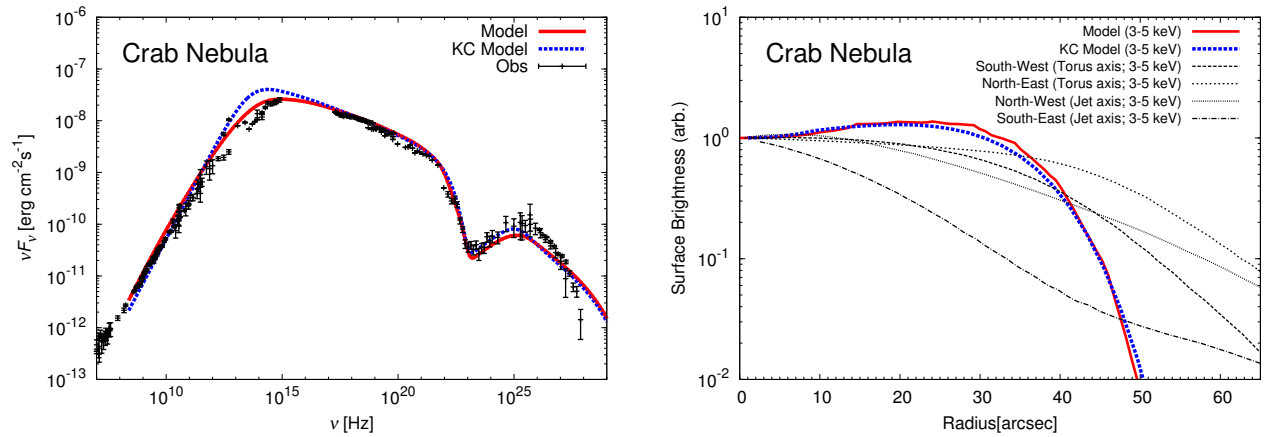 Crab Nebula
Model
KC Model
Obs
10^-6
10^-7
10^-8
10^-9
10^-10
10^-11
10^-12
10^-13
νFν [erg cm^-2 s^-1]
10^10
10^15
10^20
10^25
ν [Hz]
Crab Nebula
Model (3-5 keV)
KC Model (3-5 keV)
South-West (Torus axis; 3-5 keV)
North-East (Torus axis; 3-5 keV)
North-West (Jet axis; 3-5 keV)
South-East (Jet axis; 3-5 keV)
10^1
10^0
10^-1
10^-2
Surface Brightness (arb.)
0 10 20 30 40 50 60
Radius[arcsec]